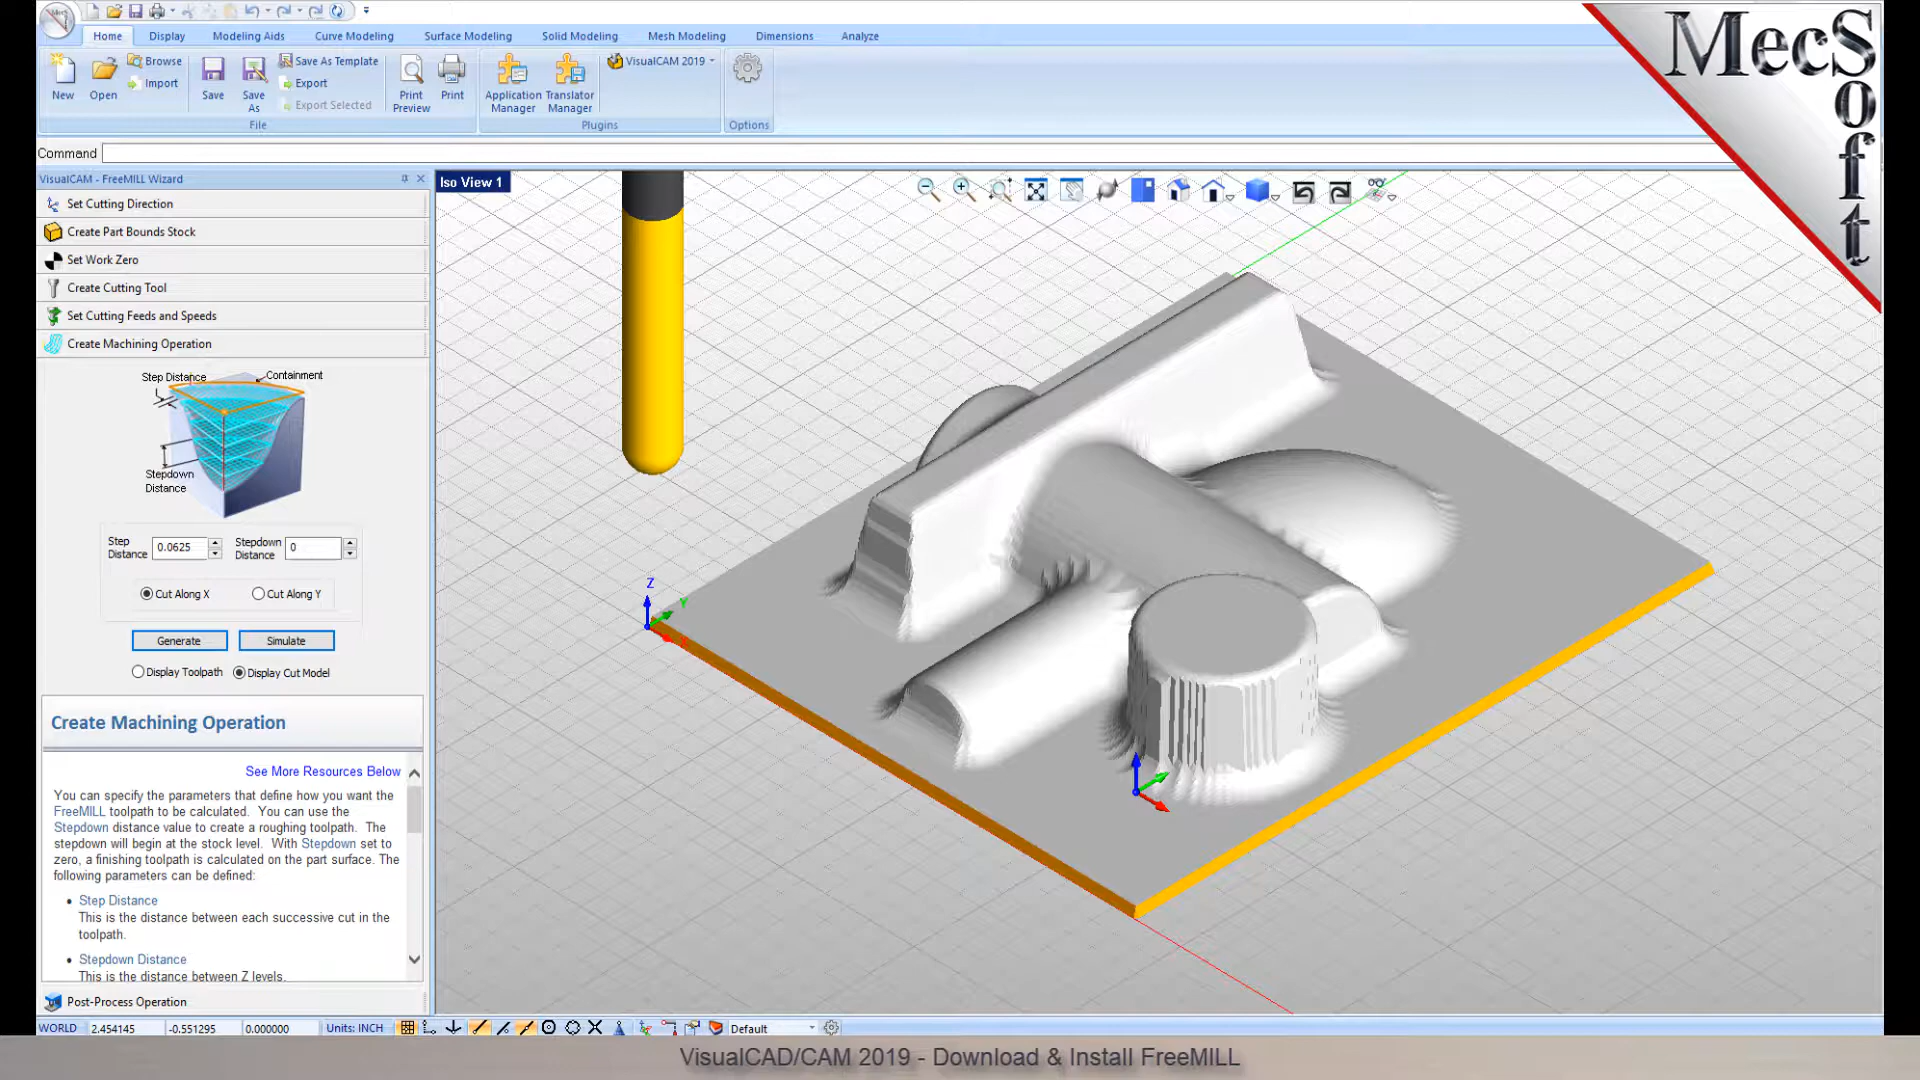 Home Display Modeling Aids Curve Modeling Surface Modeling Solid Modeling Mesh Modeling Dimensions Analyze
New Open Browse Import Save Save As Save As Template Export Export Selected Print Preview Print Application Manager Translator Manager VisualCAM 2019
File Plugins Options
Command
VisualCAM - FreeMILL Wizard
Iso View 1
Set Cutting Direction
Create Part Bounds Stock
Set Work Zero
Create Cutting Tool
Set Cutting Feeds and Speeds
Create Machining Operation
Step Distance Containment
Stepdown
Distance
Step Distance 0.0625 Stepdown Distance 0
Cut Along X Cut Along Y
Generate Simulate
Display Toolpath Display Cut Model
Create Machining Operation
See More Resources Below
You can specify the parameters that define how you want the
FreeMILL toolpath to be calculated. You can use the
Stepdown distance value to create a roughing toolpath. The
stepdown will begin at the stock level. With Stepdown set to
zero, a finishing toolpath is calculated on the part surface. The
following parameters can be defined:
• Step Distance
This is the distance between each successive cut in the
toolpath.
• Stepdown Distance
This is the distance between Z levels.
Post-Process Operation
WORLD 2.454145 -0.551295 0.000000 Units: INCH Default
Z
Y
MecSoft
VisualCAD/CAM 2019 - Download & Install FreeMILL